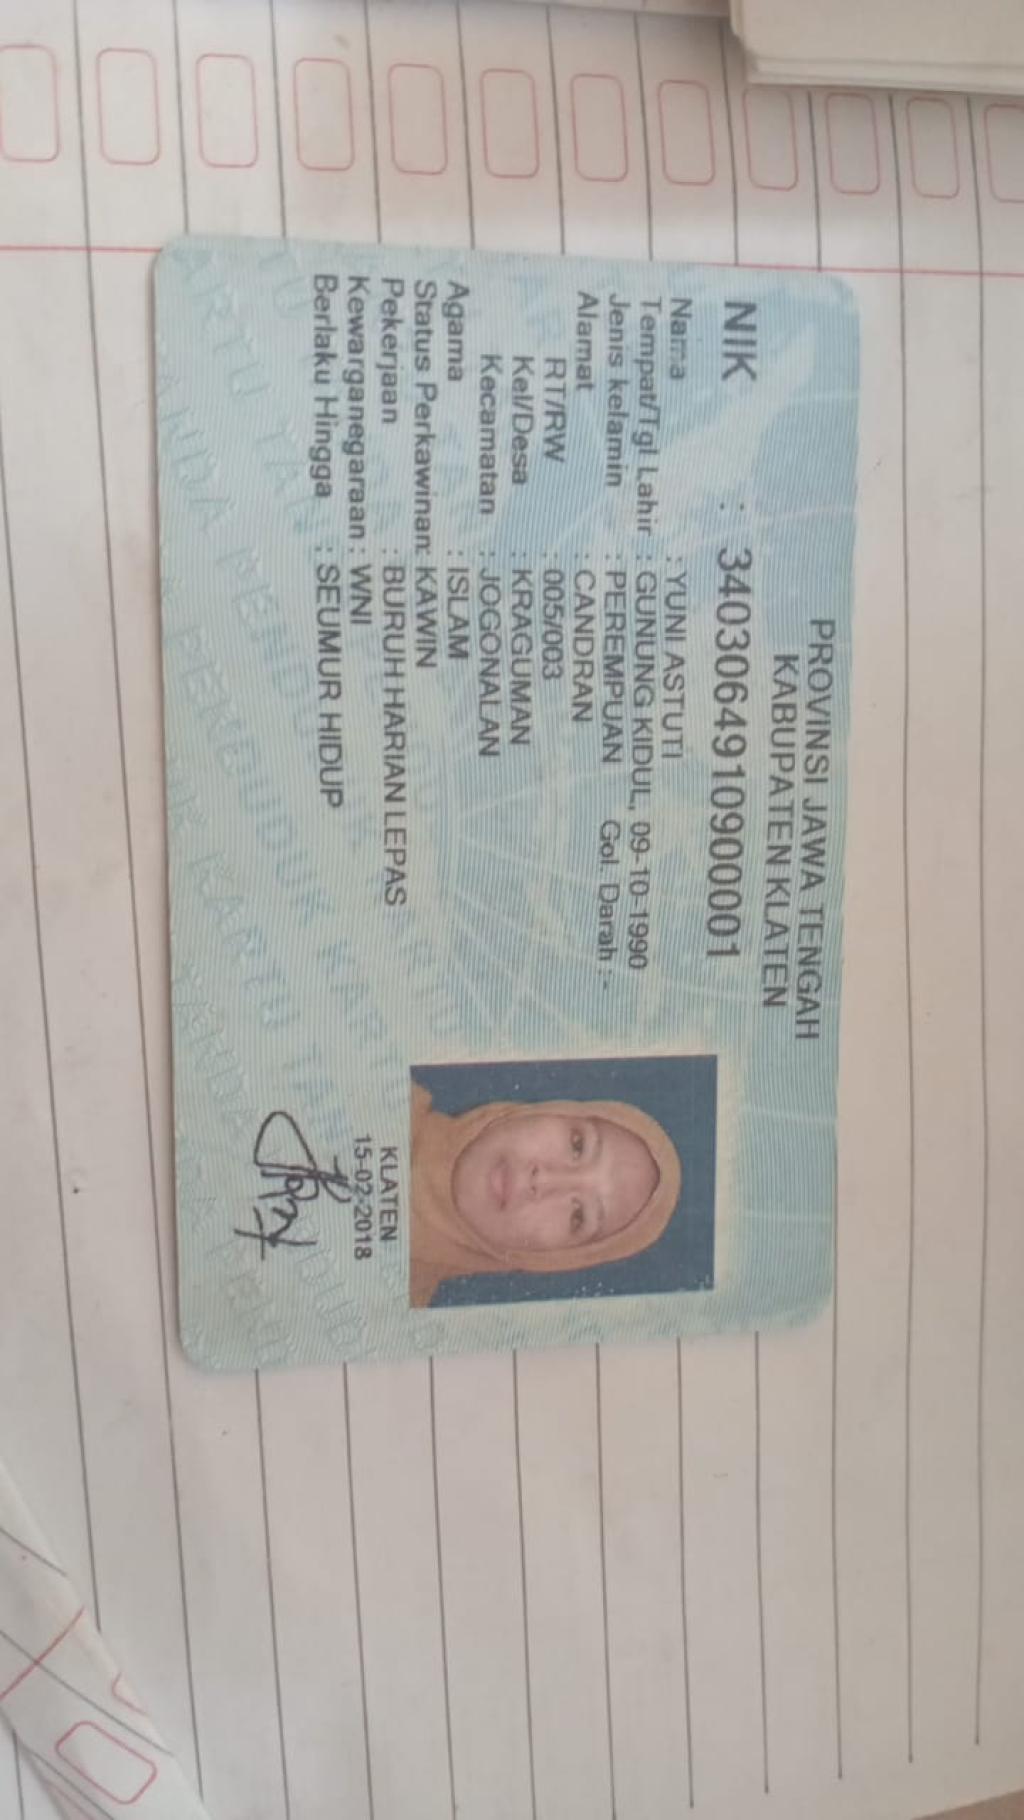 PROVINSI JAWA TENGAH
KABUPATEN KLATEN
NIK : 3403064910900001
Nama : YUNI ASTUTI
Tempat/Tgl Lahir : GUNUNG KIDUL, 09-10-1990
Jenis kelamin : PEREMPUAN Gol. Darah : -
Alamat : CANDRAN
RT/RW : 005/003
Kel/Desa : KRAGUMAN
Kecamatan : JOGONALAN
Agama : ISLAM
Status Perkawinan: KAWIN
Pekerjaan : BURUH HARIAN LEPAS
Kewarganegaraan : WNI
Berlaku Hingga : SEUMUR HIDUP
KLATEN
15-02-2018